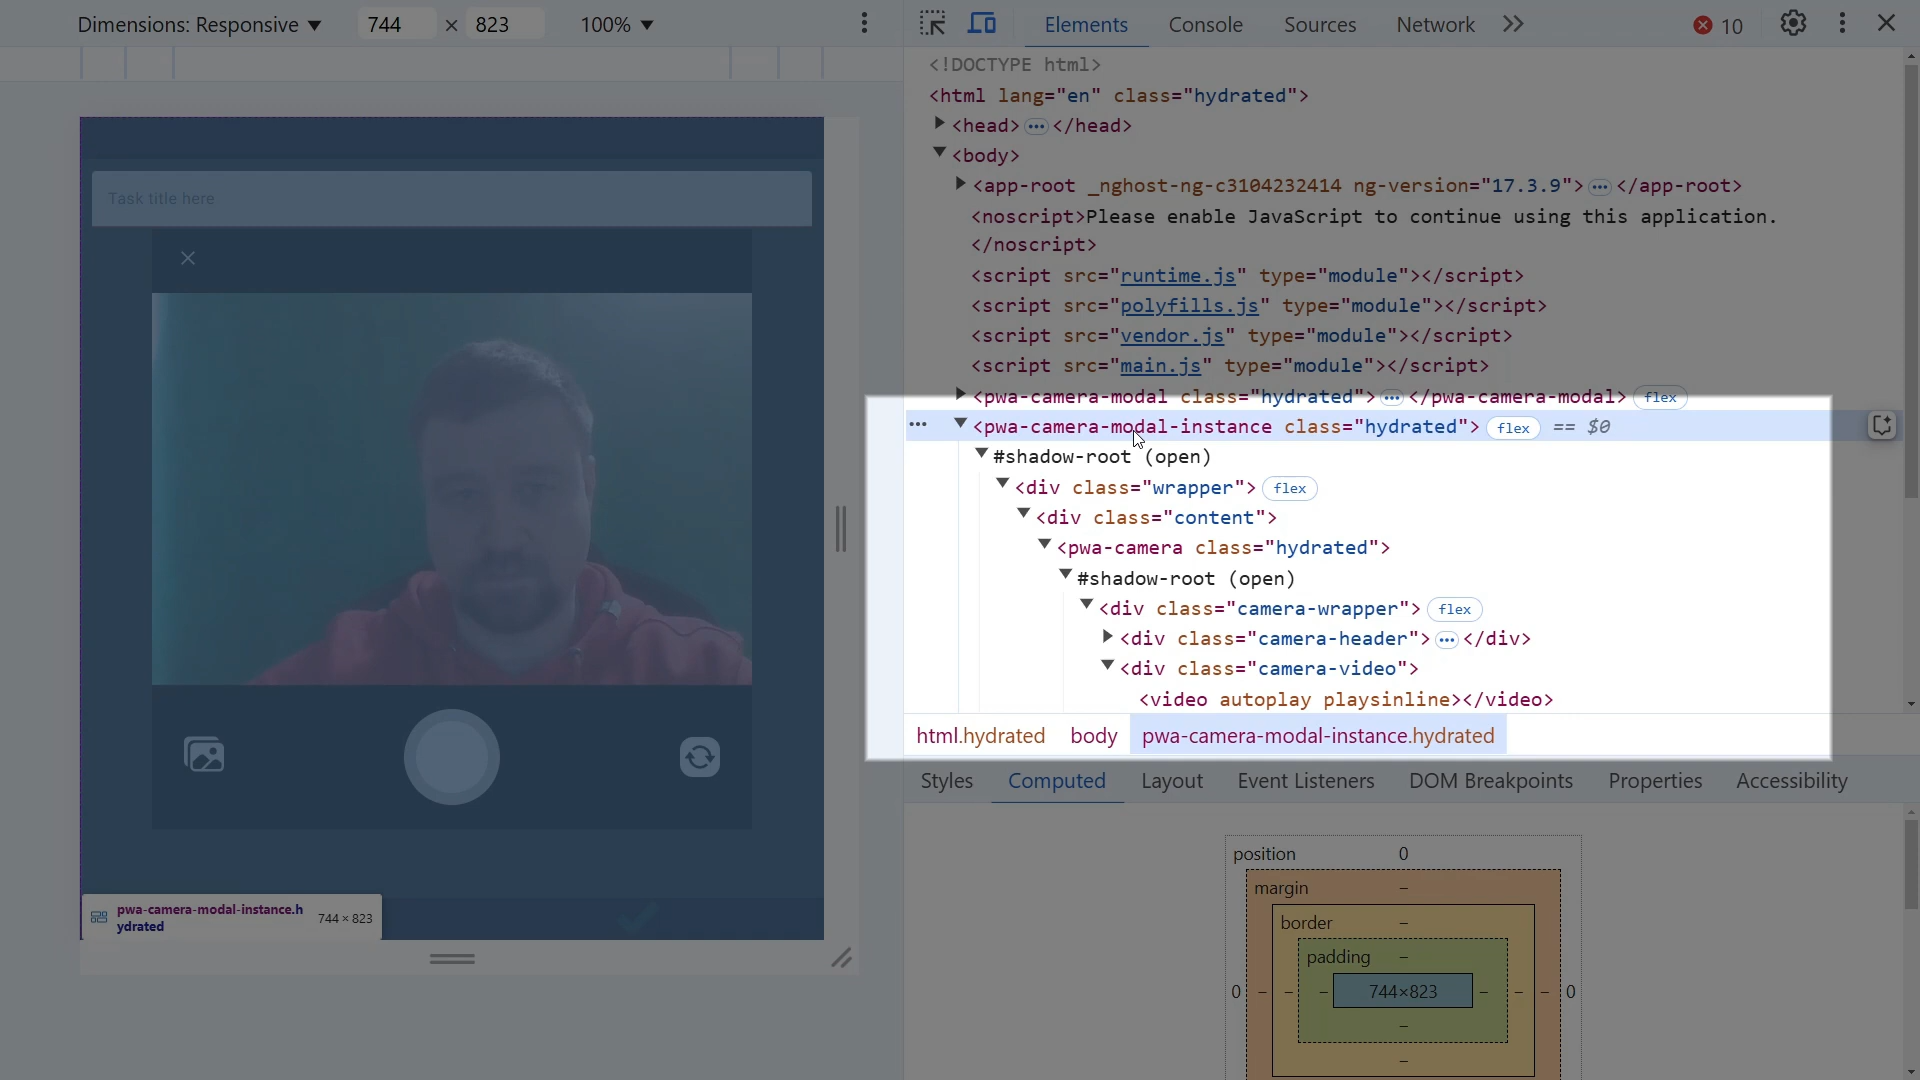 Dimensions: Responsive ▼ 744 × 823 100% ▼
Elements Console Sources Network 10
<!DOCTYPE html>
<html lang="en" class="hydrated">
<head> ••• </head>
<body>
<app-root _nghost-ng-c3104232414 ng-version="17.3.9"> ••• </app-root>
<noscript>Please enable JavaScript to continue using this application.
</noscript>
<script src="runtime.js" type="module"></script>
<script src="polyfills.js" type="module"></script>
<script src="vendor.js" type="module"></script>
<script src="main.js" type="module"></script>
<pwa-camera-modal class="hydrated"> ••• </pwa-camera-modal> flex
••• <pwa-camera-modal-instance class="hydrated"> flex == $0
#shadow-root (open)
<div class="wrapper"> flex
<div class="content">
<pwa-camera class="hydrated">
#shadow-root (open)
<div class="camera-wrapper"> flex
<div class="camera-header"> ••• </div>
<div class="camera-video">
<video autoplay playsinline></video>
html.hydrated body pwa-camera-modal-instance.hydrated
Styles Computed Layout Event Listeners DOM Breakpoints Properties Accessibility
position 0
margin –
border –
padding –
0 – – – 744×823 – – – 0
–
–
Task title here
pwa-camera-modal-instance.h
ydrated
744 × 823